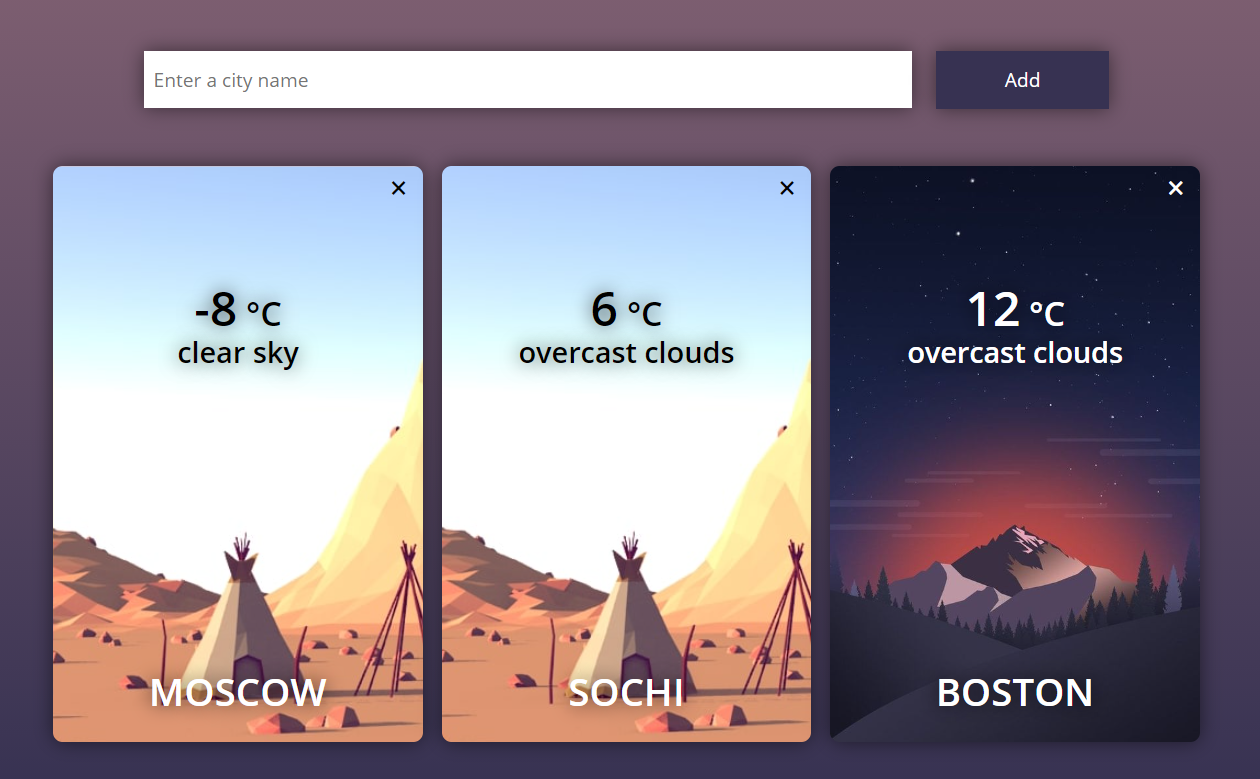 Enter a city name
Add
✕
-8 °C
clear sky
MOSCOW
✕
6 °C
overcast clouds
SOCHI
✕
12 °C
overcast clouds
BOSTON